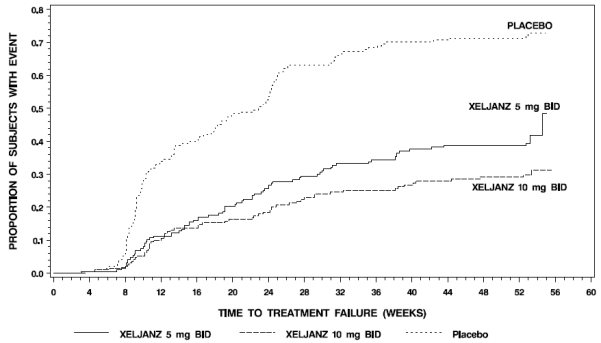 PROPORTION OF SUBJECTS WITH EVENT
0.8
0.7
0.6
0.5
0.4
0.3
0.2
0.1
0.0
PLACEBO
XELJANZ 5 mg BID
XELJANZ 10 mg BID
0 4 8 12 16 20 24 28 32 36 40 44 48 52 56 60
TIME TO TREATMENT FAILURE (WEEKS)
XELJANZ 5 mg BID XELJANZ 10 mg BID Placebo